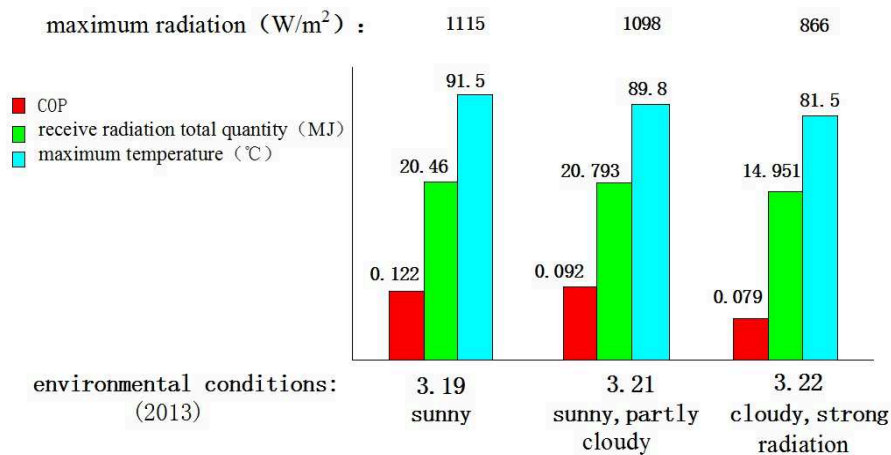 maximum radiation（W/m²）： 1115 1098 866
COP
receive radiation total quantity（MJ）
maximum temperature（℃）
91.5
20.46
0.122
89.8
20.793
0.092
81.5
14.951
0.079
environmental conditions: 3.19 3.21 3.22
(2013) sunny sunny, partly cloudy, strong
cloudy radiation